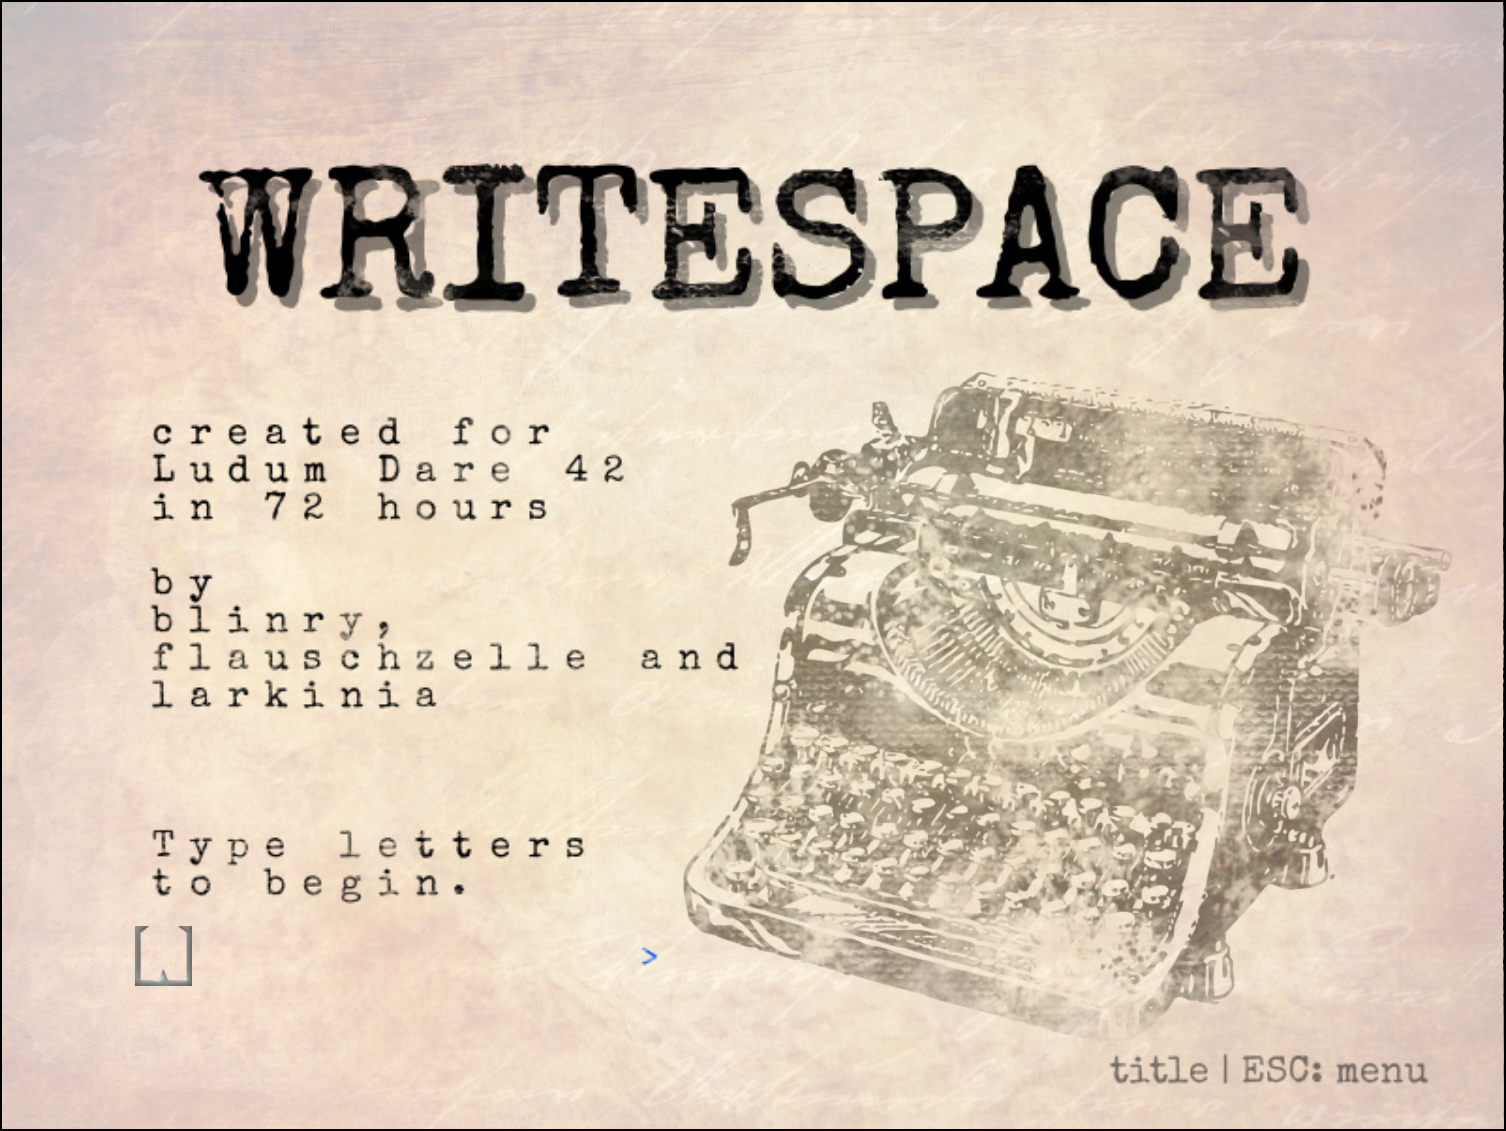 WRITESPACE
created for
Ludum Dare 42
in 72 hours
by
blinry,
flauschzelle and
larkinia
Type letters
to begin.
>
title | ESC: menu